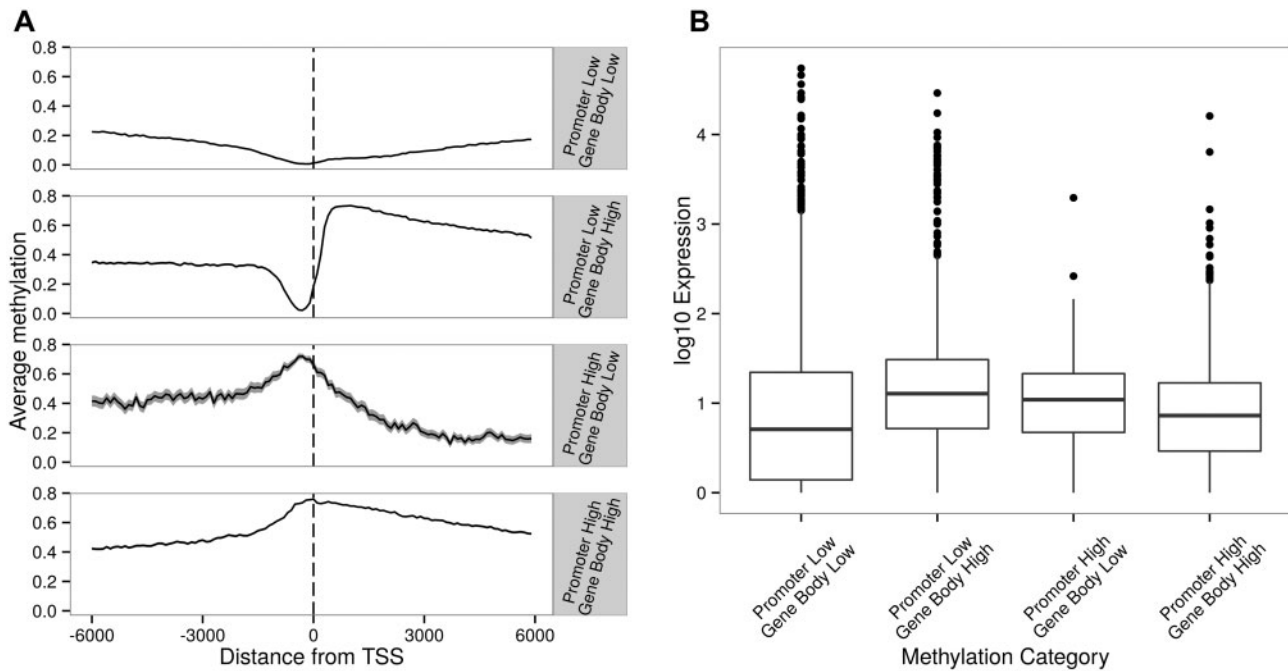 A
0.8
0.6
0.4
0.2
0.0
Promoter Low
Gene Body Low
0.8
0.6
0.4
0.2
0.0
Promoter Low
Gene Body High
0.8
0.6
0.4
0.2
0.0
Promoter High
Gene Body Low
0.8
0.6
0.4
0.2
0.0
Promoter High
Gene Body High
Average methylation
-6000 -3000 0 3000 6000
Distance from TSS
B
4
3
2
1
0
log10 Expression
Promoter Low
Gene Body Low
Promoter Low
Gene Body High
Promoter High
Gene Body Low
Promoter High
Gene Body High
Methylation Category